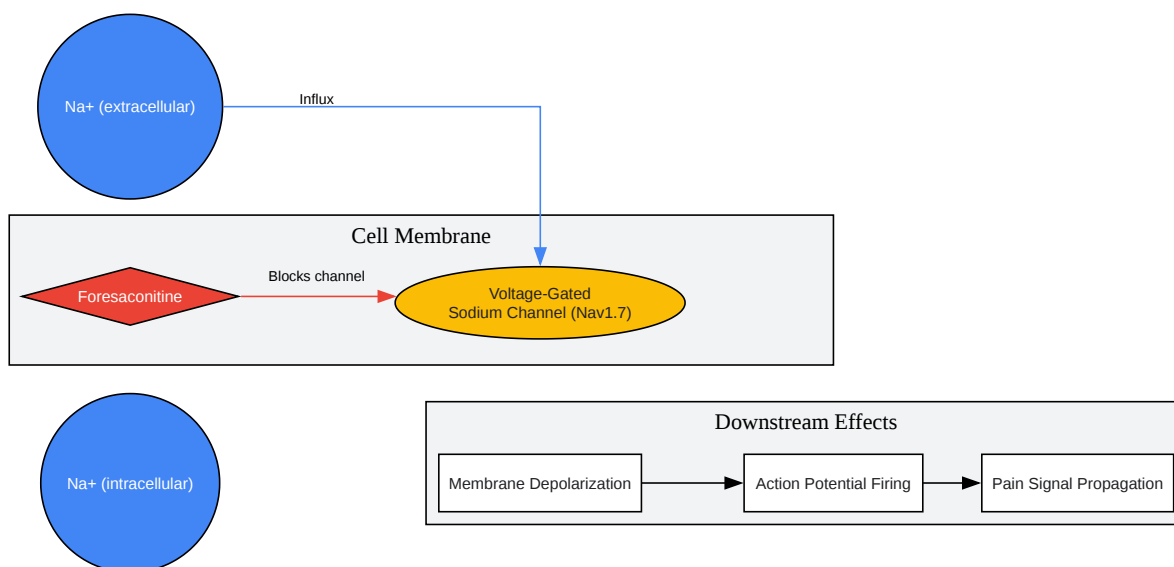 Na+ (extracellular)
Influx
Cell Membrane
Foresaconitine
Blocks channel
Voltage-Gated
Sodium Channel (Nav1.7)
Na+ (intracellular)
Downstream Effects
Membrane Depolarization
Action Potential Firing
Pain Signal Propagation